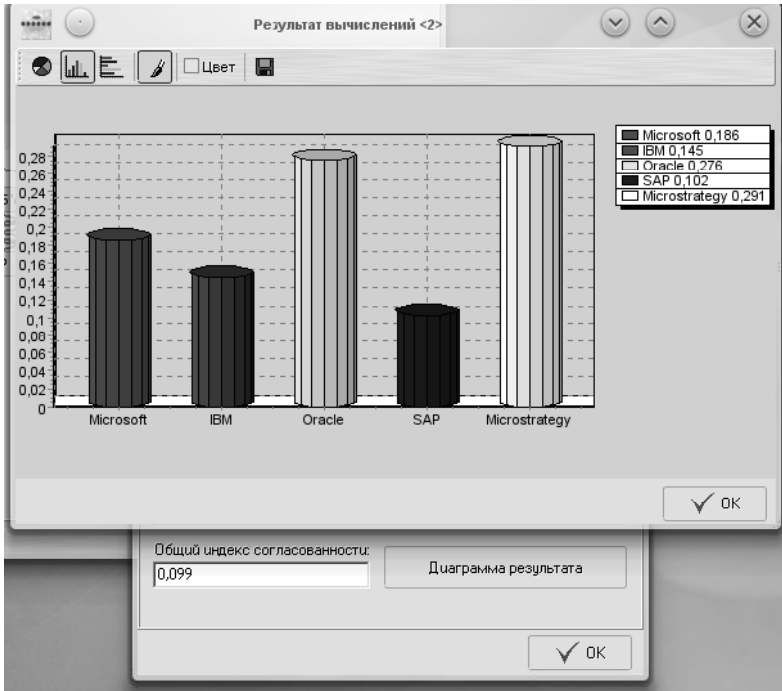 Результат вычислений <2>
Цвет
0,28
0,26
0,24
0,22
0,2
0,18
0,16
0,14
0,12
0,1
0,08
0,06
0,04
0,02
0
Microsoft
IBM
Oracle
SAP
Microstrategy
Microsoft 0,186
IBM 0,145
Oracle 0,276
SAP 0,102
Microstrategy 0,291
OK
Общий индекс согласованности:
0,099
Диаграмма результата
OK